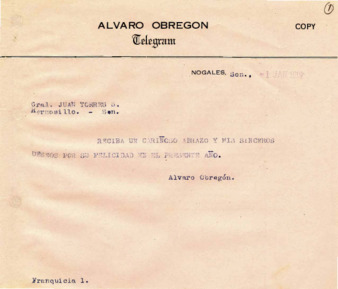 1
ALVARO OBREGON
Telegram
COPY
NOGALES, Son.,
Gral. JUAN TORRES S.
Hermosillo. - Son.
RECIBA UN CARIÑOSO ABRAZO Y MIS SINCEROS
DESEOS POR SU FELICIDAD EN EL PRESENTE AÑO.
Alvaro Obregón.
Franquicia 1.